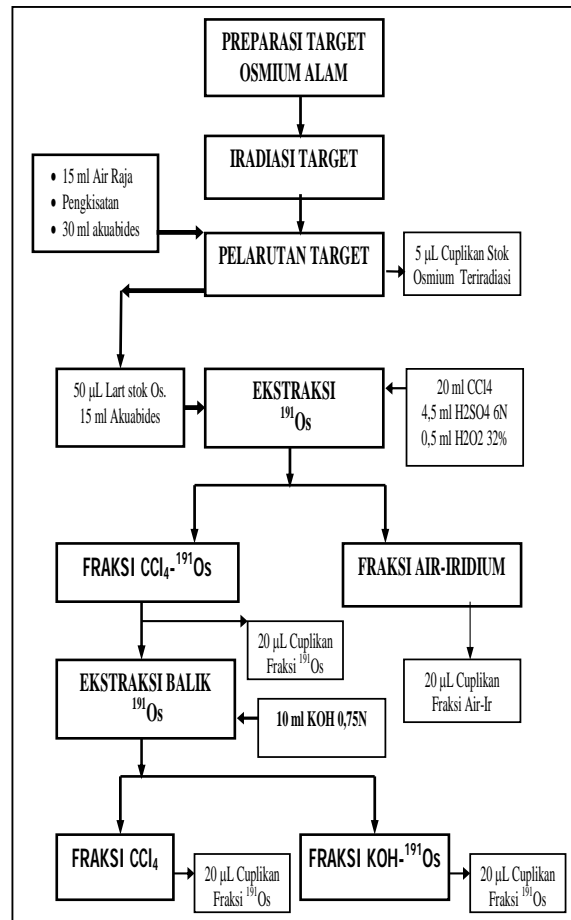 PREPARASI TARGET
OSMIUM ALAM
IRADIASI TARGET
• 15 ml Air Raja
• Pengkisatan
• 30 ml akuabides
PELARUTAN TARGET
5 µL Cuplikan Stok
Osmium Teriradiasi
50 µL Lart stok Os.
15 ml Akuabides
EKSTRAKSI
¹⁹¹Os
20 ml CCl4
4,5 ml H2SO4 6N
0,5 ml H2O2 32%
FRAKSI CCl₄-¹⁹¹Os
FRAKSI AIR-IRIDIUM
20 µL Cuplikan
Fraksi ¹⁹¹Os
20 µL Cuplikan
Fraksi Air-Ir
EKSTRAKSI BALIK
¹⁹¹Os
10 ml KOH 0,75N
FRAKSI CCl₄
20 µL Cuplikan
Fraksi ¹⁹¹Os
FRAKSI KOH-¹⁹¹Os
20 µL Cuplikan
Fraksi ¹⁹¹Os